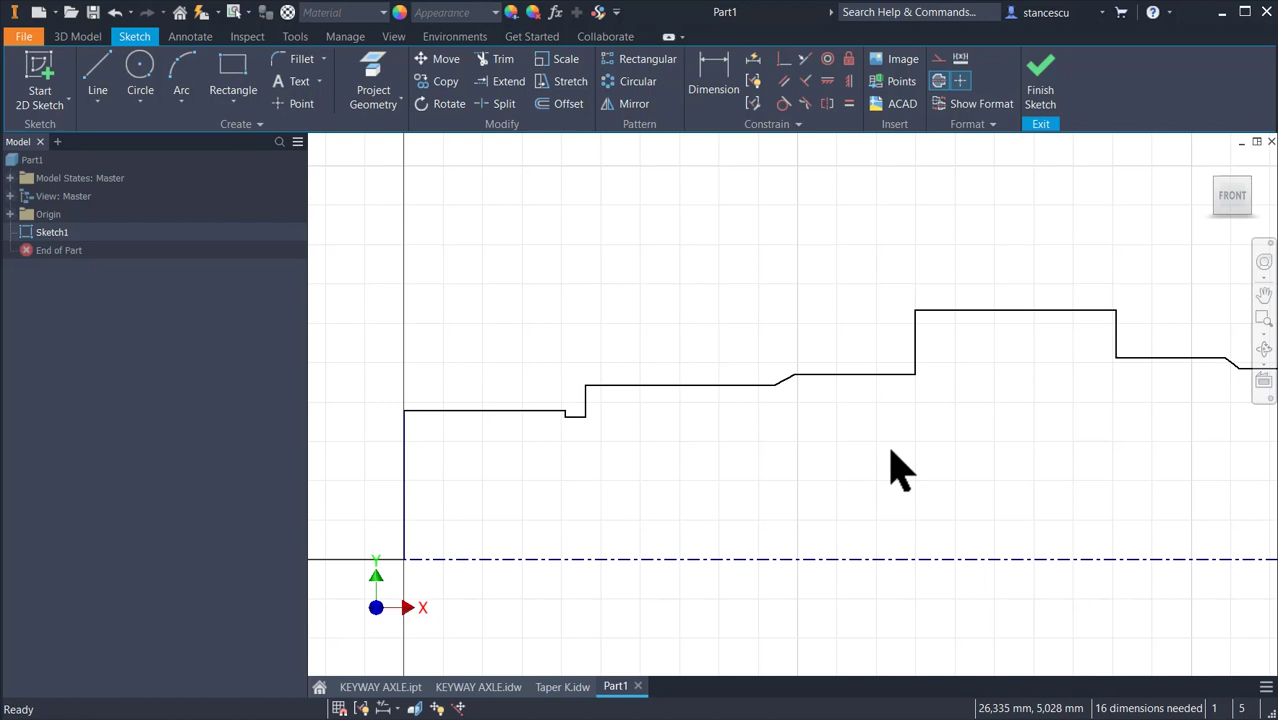 Material
Appearance
Part1
Search Help & Commands...
stancescu
File
3D Model
Sketch
Annotate
Inspect
Tools
Manage
View
Environments
Get Started
Collaborate
Start
2D Sketch
Line
Circle
Arc
Rectangle
Fillet
Text
Point
Project
Geometry
Move
Copy
Rotate
Trim
Extend
Split
Scale
Stretch
Offset
Rectangular
Circular
Mirror
Dimension
Image
Points
ACAD
Show Format
Finish
Sketch
Sketch
Create
Modify
Pattern
Constrain
Insert
Format
Exit
Model
Part1
Model States: Master
View: Master
Origin
Sketch1
End of Part
FRONT
Y
X
KEYWAY AXLE.ipt
KEYWAY AXLE.idw
Taper K.idw
Part1
Ready
26,335 mm, 5,028 mm
16 dimensions needed
1
5